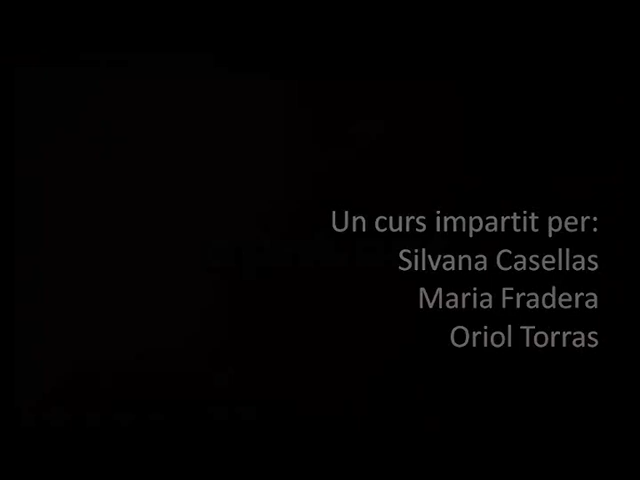 Un curs impartit per:
Silvana Casellas
Maria Fradera
Oriol Torras